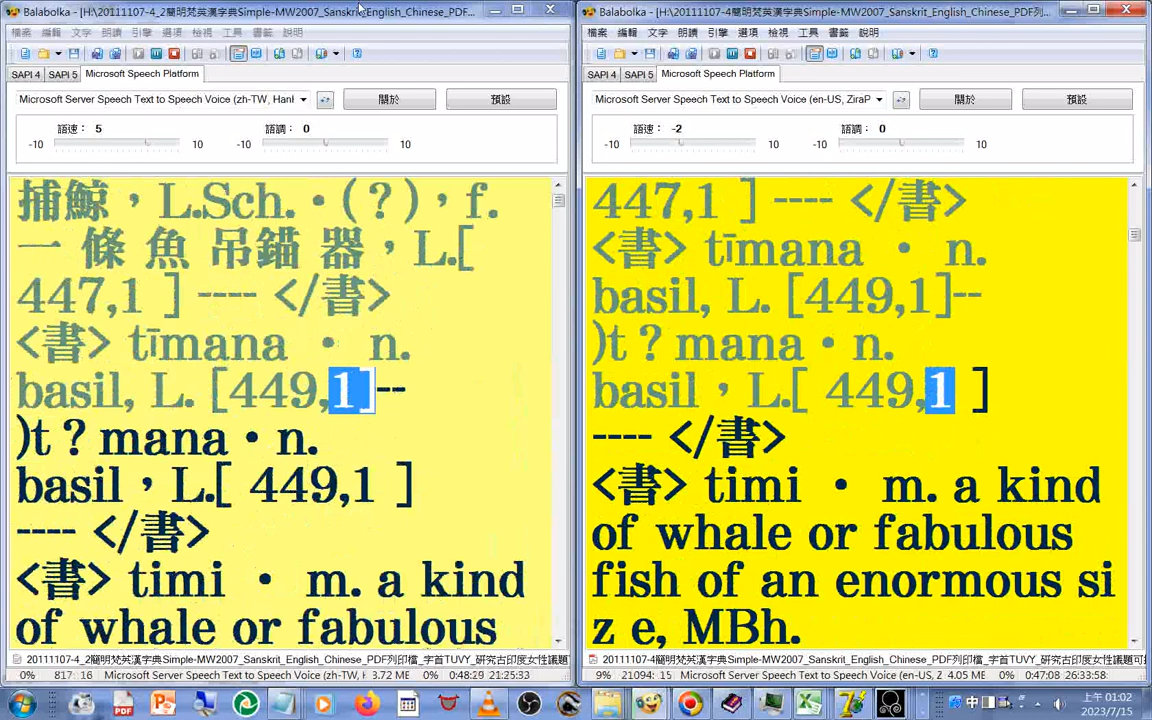 Balabolka - [H:\20111107-4_2簡明梵英漢字典Simple-MW2007_Sanskrit_English_Chinese_PDF...
檔案 編輯 文字 朗讀 引擎 選項 檢視 工具 書籤 說明
SAPI 4 SAPI 5 Microsoft Speech Platform
Microsoft Server Speech Text to Speech Voice (zh-TW, Hanl
關於 預設
語速： 5 語調： 0
-10 10 -10 10
捕鯨，L.Sch.•(？)，f.
一 條 魚 吊錨 器，L.[
447,1 ] ---- </書>
<書> tīmana • n.
basil, L. [449,1]--
)t？mana•n.
basil，L.[ 449,1 ]
---- </書>
<書> timi • m. a kind
of whale or fabulous
20111107-4_2簡明梵英漢字典Simple-MW2007_Sanskrit_English_Chinese_PDF列印檔_字首TUVY_研究古印度女性議題
0% 817: 16 Microsoft Server Speech Text to Speech Voice (zh-TW, H 3.72 MB 0% 0:48:29 21:25:33
Balabolka - [H:\20111107-4簡明梵英漢字典Simple-MW2007_Sanskrit_English_Chinese_PDF列...
檔案 編輯 文字 朗讀 引擎 選項 檢視 工具 書籤 說明
SAPI 4 SAPI 5 Microsoft Speech Platform
Microsoft Server Speech Text to Speech Voice (en-US, ZiraP
關於 預設
語速： -2 語調： 0
-10 10 -10 10
447,1 ] ---- </書>
<書> tīmana • n.
basil, L. [449,1]--
)t？mana•n.
basil，L.[ 449,1 ]
---- </書>
<書> timi • m. a kind
of whale or fabulous
fish of an enormous si
z e, MBh.
20111107-4簡明梵英漢字典Simple-MW2007_Sanskrit_English_Chinese_PDF列印檔_字首TUVY_研究古印度女性議題可
9% 21094: 15 Microsoft Server Speech Text to Speech Voice (en-US, Z 4.05 MB 0% 0:47:08 26:33:58
中
上午 01:02
2023/7/15